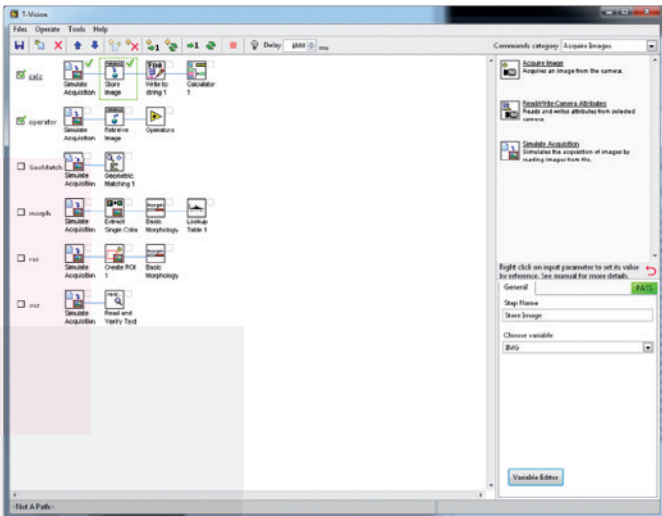 T-Vision
Files Operate Tools Help
Delay 1000 ms
Commands category Acquire Images
calc
Simulate Acquisition
Store Image
Write to string 1
Calculator 1
operator
Simulate Acquisition
Retrieve Image
Operators
GeoMatch
Simulate Acquisition
Geometric Matching 1
morph
Simulate Acquisition
Extract Single Color
Basic Morphology
Lookup Table 1
roi
Simulate Acquisition
Create ROI 1
Basic Morphology
ocr
Simulate Acquisition
Read and Verify Text
Acquire Image
Acquires an image from the camera.
Read/Write Camera Attributes
Reads and writes attributes from selected
camera.
Simulate Acquisition
Simulates the acquisition of images by
reading images from file.
Right click on input parameter to set its value
by reference. See manual for more details.
General
PASS
Step Name
Store Image
Choose variable
IMG
Variable Editor
<Not A Path>